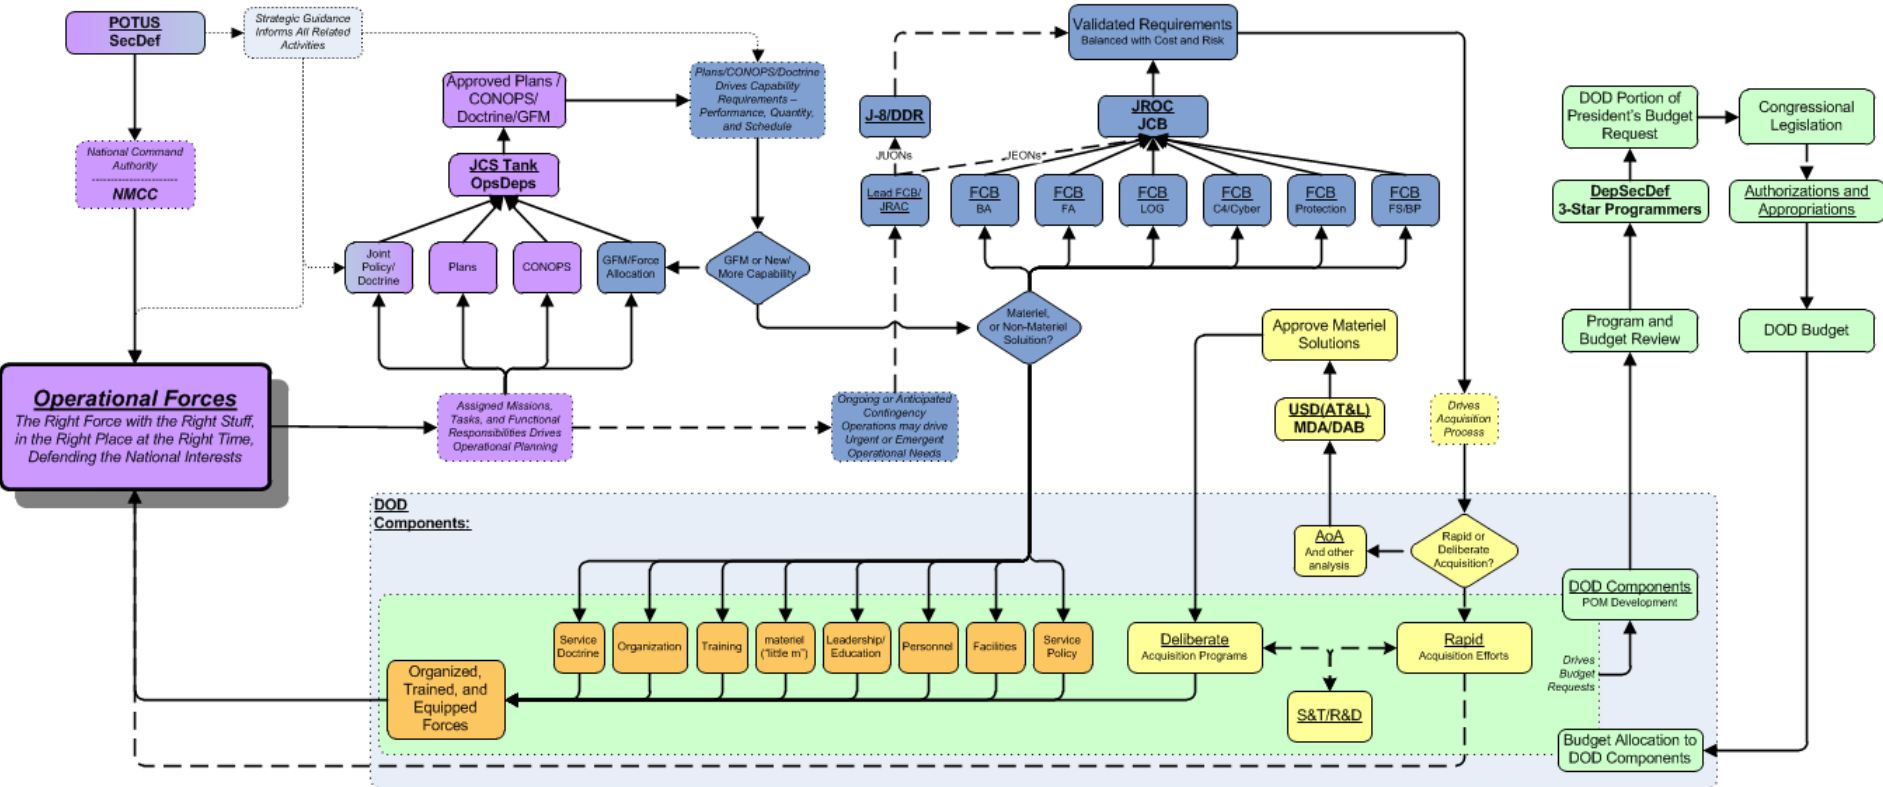 POTUS
SecDef
Strategic Guidance
Informs All Related
Activities
National Command
Authority
NMCC
Approved Plans /
CONOPS/
Doctrine/GFM
JCS Tank
OpsDeps
Joint
Policy/
Doctrine
Plans
CONOPS
GFM/Force
Allocation
Plans/CONOPS/Doctrine
Drives Capability
Requirements –
Performance, Quantity,
and Schedule
GFM or New/
More Capability
Validated Requirements
Balanced with Cost and Risk
J-8/DDR
JUONs
JEONs
JROC
JCB
Lead FCB/
JRAC
FCB
BA
FCB
FA
FCB
LOG
FCB
C4/Cyber
FCB
Protection
FCB
FS/BP
Materiel,
or Non-Materiel
Soluition?
Operational Forces
The Right Force with the Right Stuff,
in the Right Place at the Right Time,
Defending the National Interests
Assigned Missions,
Tasks, and Functional
Responsibilities Drives
Operational Planning
Ongoing or Anticipated
Contingency
Operations may drive
Urgent or Emergent
Operational Needs
Approve Materiel
Solutions
USD(AT&L)
MDA/DAB
Drives
Acquisition
Process
AoA
And other
analysis
Rapid or
Deliberate
Acquisition?
DOD Portion of
President's Budget
Request
Congressional
Legislation
DepSecDef
3-Star Programmers
Authorizations and
Appropriations
Program and
Budget Review
DOD Budget
DOD Components
POM Development
Drives
Budget
Requests
Budget Allocation to
DOD Components
DOD
Components:
Service
Doctrine
Organization
Training
materiel
("little m")
Leadership/
Education
Personnel
Facilities
Service
Policy
Deliberate
Acquisition Programs
Rapid
Acquisition Efforts
S&T/R&D
Organized,
Trained, and
Equipped
Forces